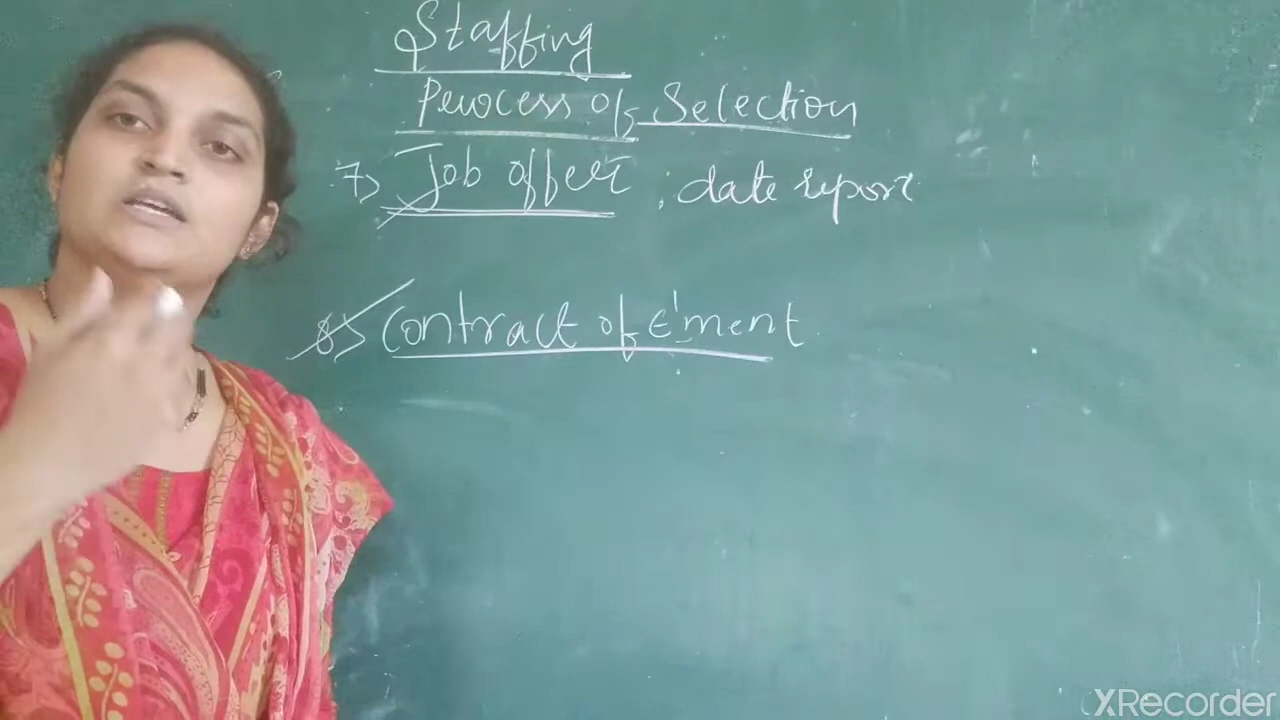 Staffing
Process of Selection
7) Job offer, date report
8) Contract of E'ment
XRecorder